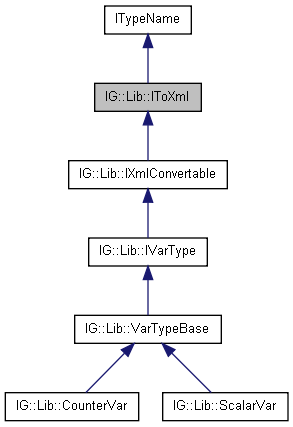 ITypeName
IG::Lib::IToXml
IG::Lib::IXmlConvertable
IG::Lib::IVarType
IG::Lib::VarTypeBase
IG::Lib::CounterVar
IG::Lib::ScalarVar